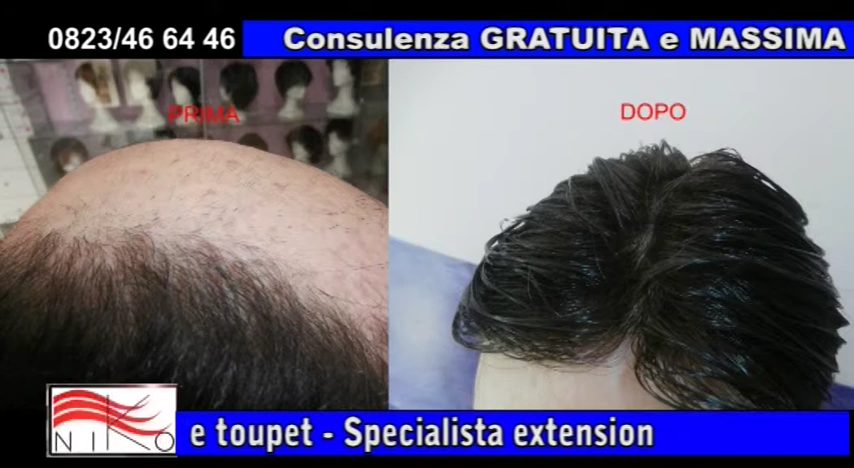 0823/46 64 46
Consulenza GRATUITA e MASSIMA
PRIMA
DOPO
NIKO
e toupet - Specialista extension